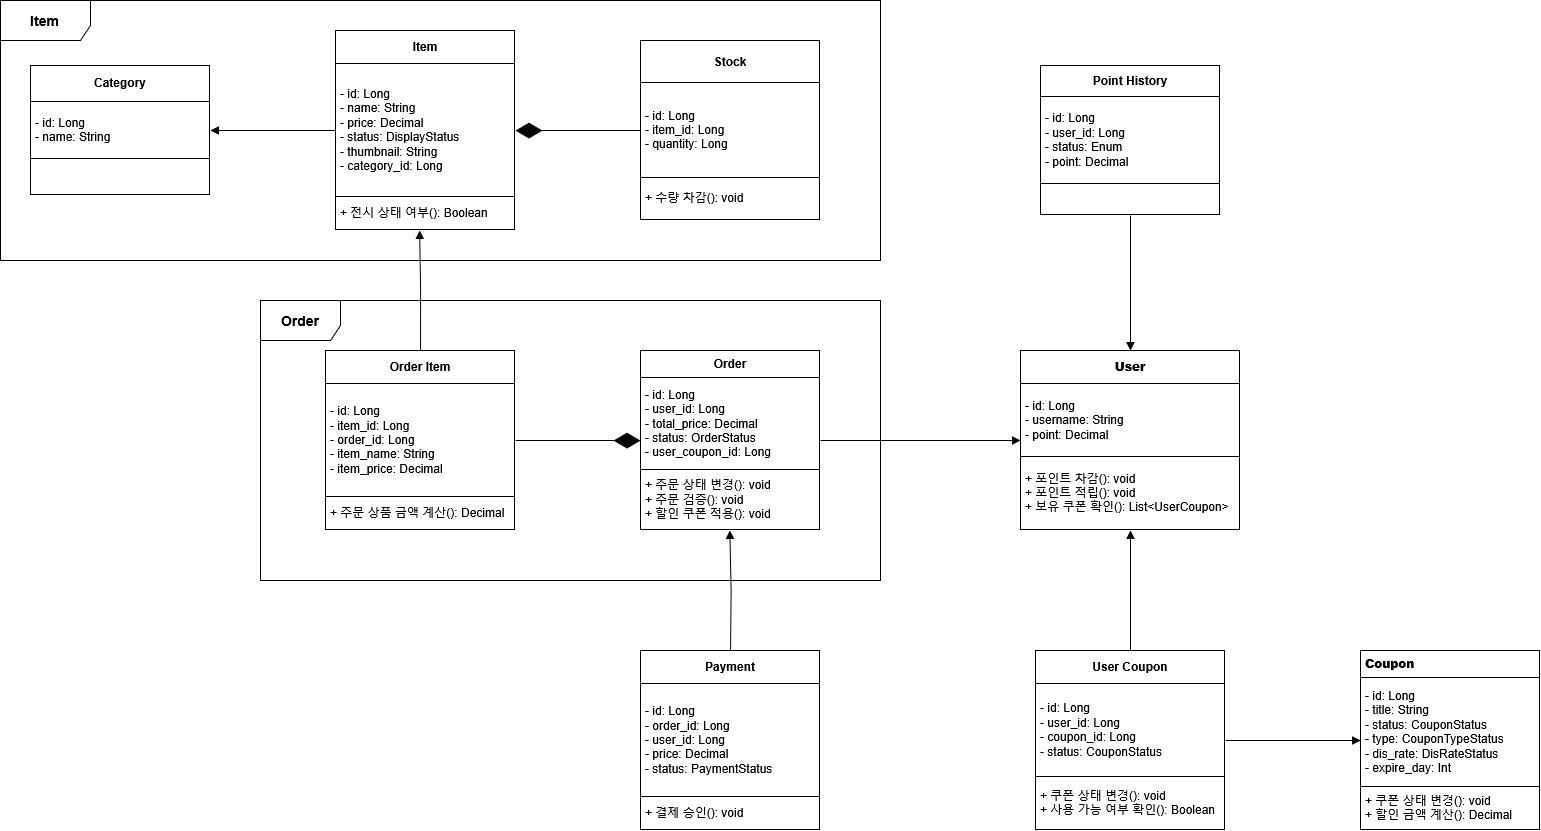 Item
Category
- id: Long
- name: String
Item
- id: Long
- name: String
- price: Decimal
- status: DisplayStatus
- thumbnail: String
- category_id: Long
+ 전시 상태 여부(): Boolean
Stock
- id: Long
- item_id: Long
- quantity: Long
+ 수량 차감(): void
Point History
- id: Long
- user_id: Long
- status: Enum
- point: Decimal
Order
Order Item
- id: Long
- item_id: Long
- order_id: Long
- item_name: String
- item_price: Decimal
+ 주문 상품 금액 계산(): Decimal
Order
- id: Long
- user_id: Long
- total_price: Decimal
- status: OrderStatus
- user_coupon_id: Long
+ 주문 상태 변경(): void
+ 주문 검증(): void
+ 할인 쿠폰 적용(): void
User
- id: Long
- username: String
- point: Decimal
+ 포인트 차감(): void
+ 포인트 적립(): void
+ 보유 쿠폰 확인(): List<UserCoupon>
Payment
- id: Long
- order_id: Long
- user_id: Long
- price: Decimal
- status: PaymentStatus
+ 결제 승인(): void
User Coupon
- id: Long
- user_id: Long
- coupon_id: Long
- status: CouponStatus
+ 쿠폰 상태 변경(): void
+ 사용 가능 여부 확인(): Boolean
Coupon
- id: Long
- title: String
- status: CouponStatus
- type: CouponTypeStatus
- dis_rate: DisRateStatus
- expire_day: Int
+ 쿠폰 상태 변경(): void
+ 할인 금액 계산(): Decimal